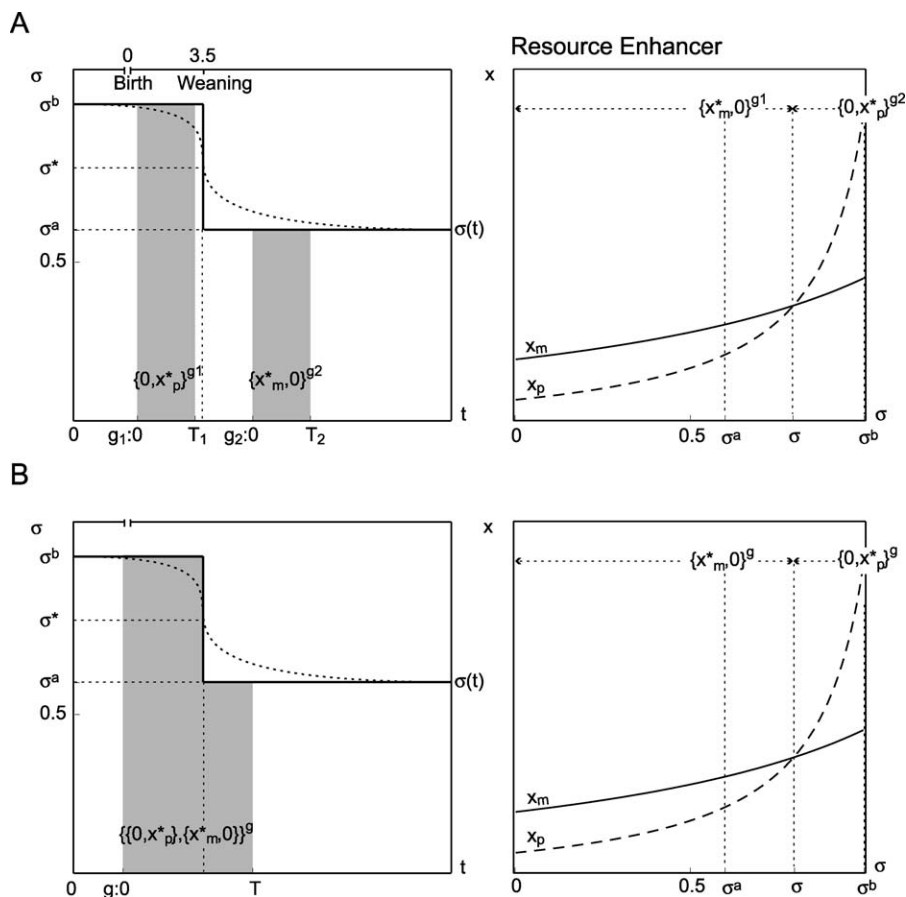 A
0 3.5
Birth Weaning
σ
σᵇ
σ*
σᵃ
0.5
σ(t)
{0,x*ₚ}ᵍ¹ {x*ₘ,0}ᵍ²
t
0 g₁:0 T₁ g₂:0 T₂
Resource Enhancer
x
{x*ₘ,0}ᵍ¹ {0,x*ₚ}ᵍ²
xₘ
xₚ
σ
0 0.5 σᵃ σ σᵇ
B
σ
σᵇ
σ*
σᵃ
0.5
σ(t)
{{0,x*ₚ},{x*ₘ,0}}ᵍ
t
0 g:0 T
x
{x*ₘ,0}ᵍ {0,x*ₚ}ᵍ
xₘ
xₚ
σ
0 0.5 σᵃ σ σᵇ